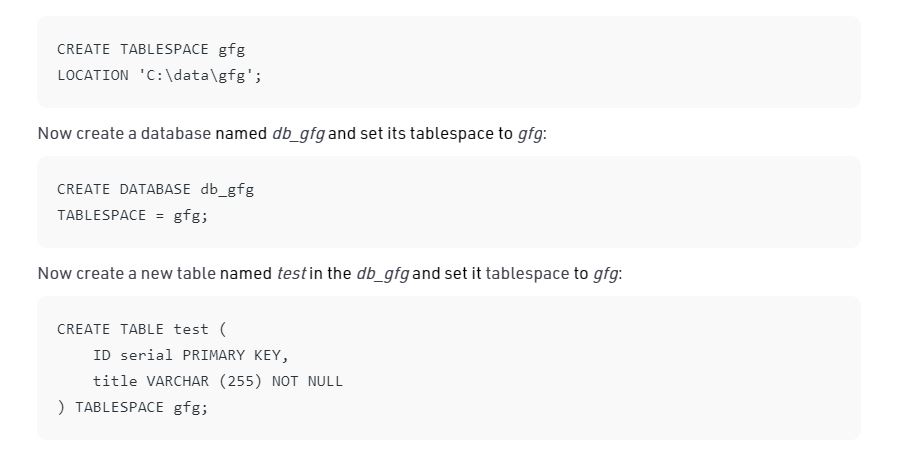 CREATE TABLESPACE gfg
LOCATION 'C:\data\gfg';
Now create a database named db_gfg and set its tablespace to gfg:
CREATE DATABASE db_gfg
TABLESPACE = gfg;
Now create a new table named test in the db_gfg and set it tablespace to gfg:
CREATE TABLE test (
    ID serial PRIMARY KEY,
    title VARCHAR (255) NOT NULL
) TABLESPACE gfg;